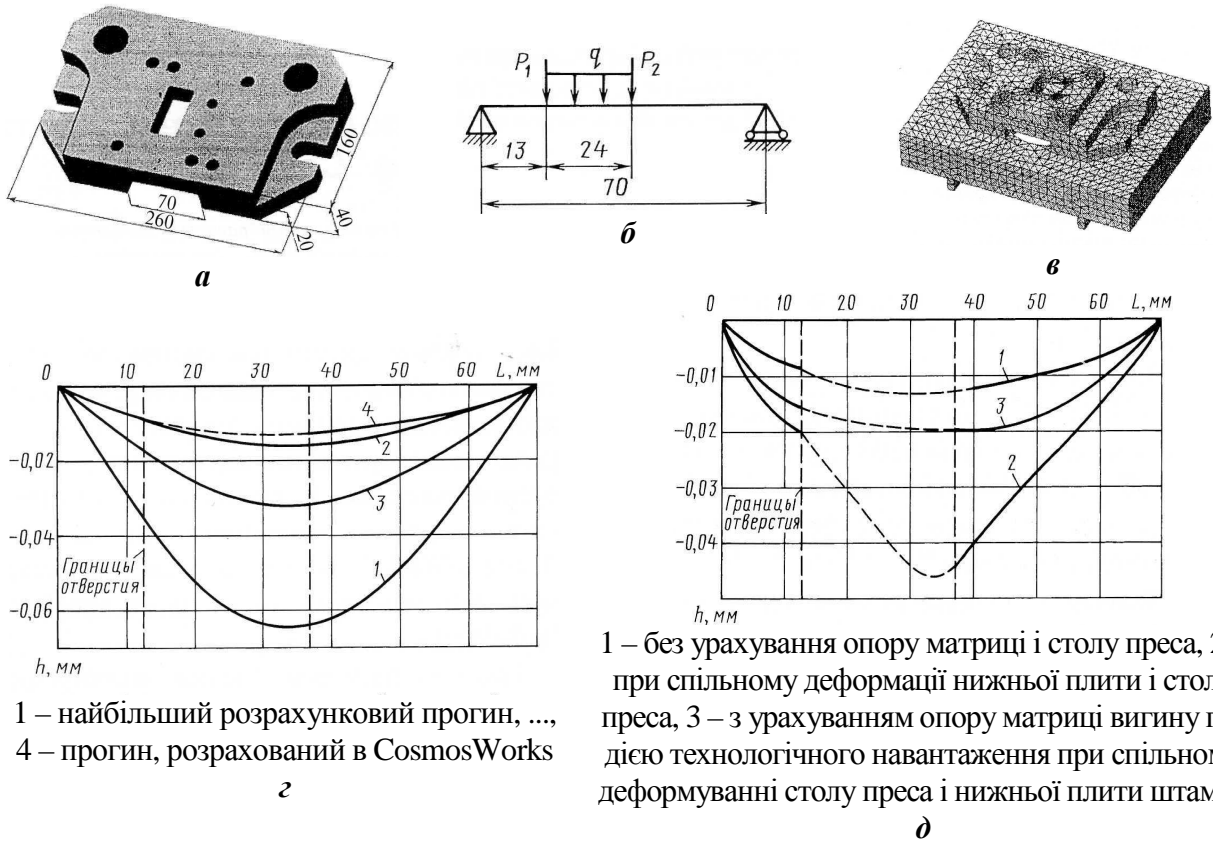 70
260
160
40
20
а
P₁ q P₂
13 24
70
б
в
0 10 20 30 40 50 60 L, мм
-0,02
-0,04
-0,06
4
2
3
1
Границы
отверстия
h, мм
1 – найбільший розрахунковий прогин, ...,
4 – прогин, розрахований в CosmosWorks
г
0 10 20 30 40 50 60 L, мм
-0,01
-0,02
-0,03
-0,04
1
3
2
Границы
отверстия
h, мм
1 – без урахування опору матриці і столу преса, 2
при спільному деформації нижньої плити і стол
преса, 3 – з урахуванням опору матриці вигину п
дією технологічного навантаження при спільном
деформуванні столу преса і нижньої плити штам
д